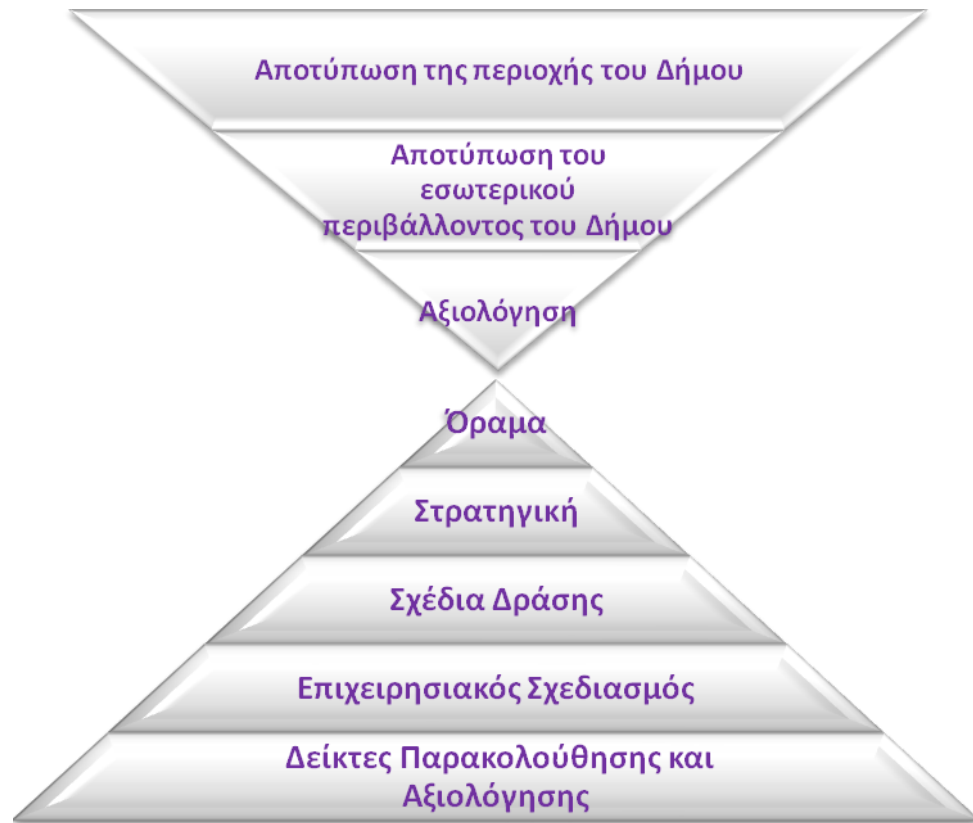 Αποτύπωση της περιοχής του Δήμου
Αποτύπωση του
εσωτερικού
περιβάλλοντος του Δήμου
Αξιολόγηση
Όραμα
Στρατηγική
Σχέδια Δράσης
Επιχειρησιακός Σχεδιασμός
Δείκτες Παρακολούθησης και
Αξιολόγησης